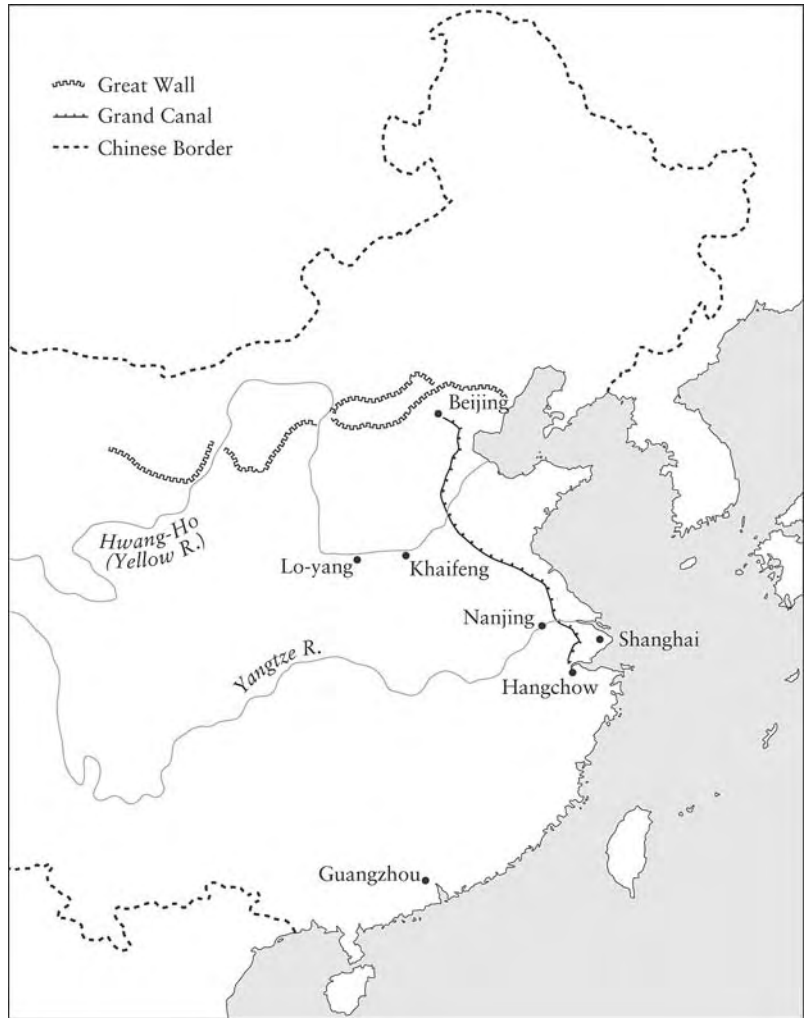 Great Wall
Grand Canal
Chinese Border
Beijing
Hwang-Ho
(Yellow R.)
Lo-yang
Khaifeng
Nanjing
Shanghai
Yangtze R.
Hangchow
Guangzhou